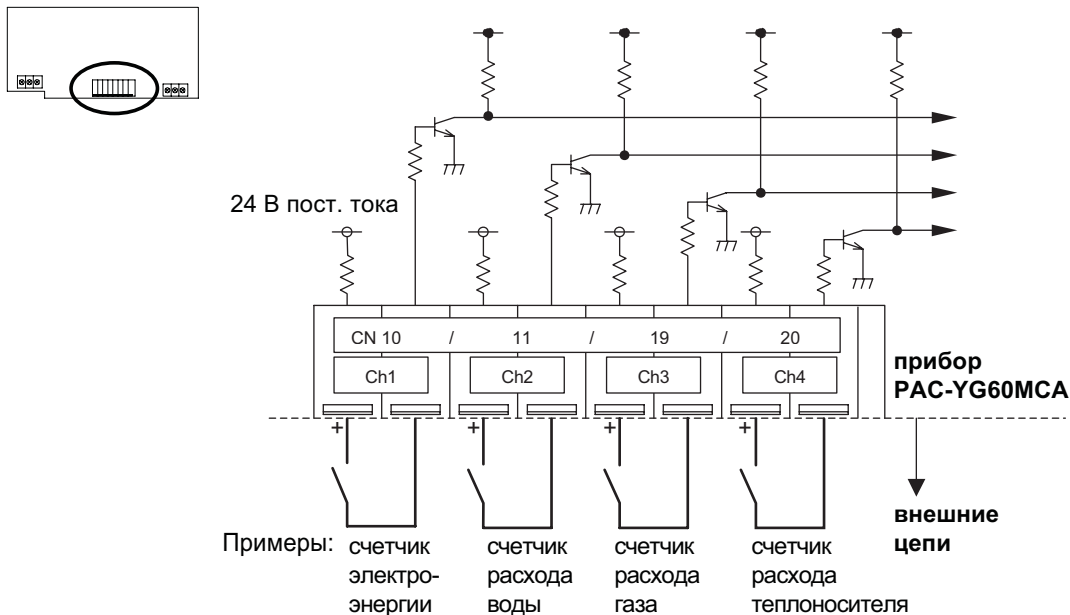 24 В пост. тока
CN 10 / 11 / 19 / 20
Ch1 Ch2 Ch3 Ch4
прибор
PAC-YG60MCA
+ + + +
внешние
цепи
Примеры:
счетчик
электро-
энергии
счетчик
расхода
воды
счетчик
расхода
газа
счетчик
расхода
теплоносителя